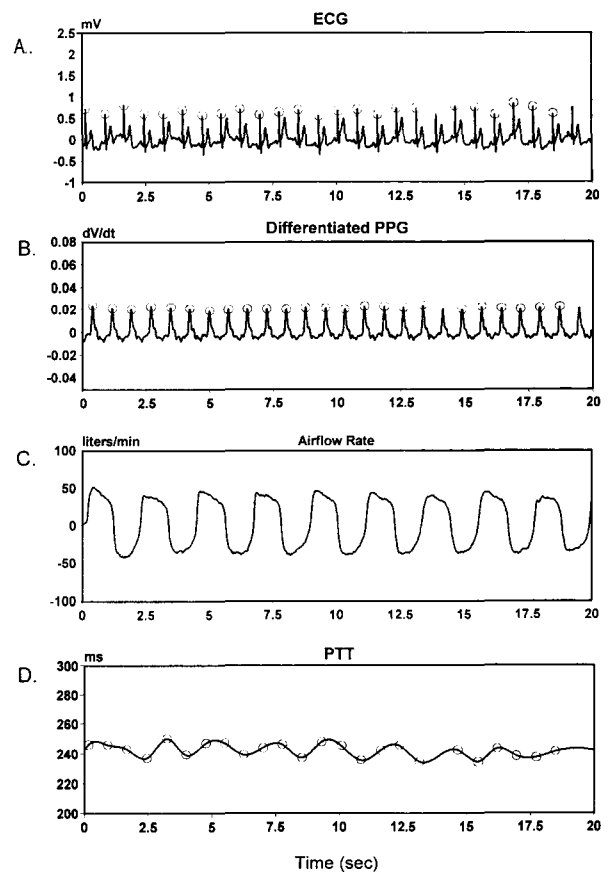 ECG
A..
mV
2.5
2
1.5
1
0.5
0
-0.5
-1
0 2.5 5 7.5 10 12.5 15 17.5 20
Differentiated PPG
B.
dV/dt
0.08
0.06
0.04
0.02
0
-0.02
-0.04
0 2.5 5 7.5 10 12.5 15 17.5 20
Airflow Rate
C.
liters/min
100
50
0
-50
-100
0 2.5 5 7.5 10 12.5 15 17.5 20
PTT
D.
ms
300
280
260
240
220
200
0 2.5 5 7.5 10 12.5 15 17.5 20
Time (sec)